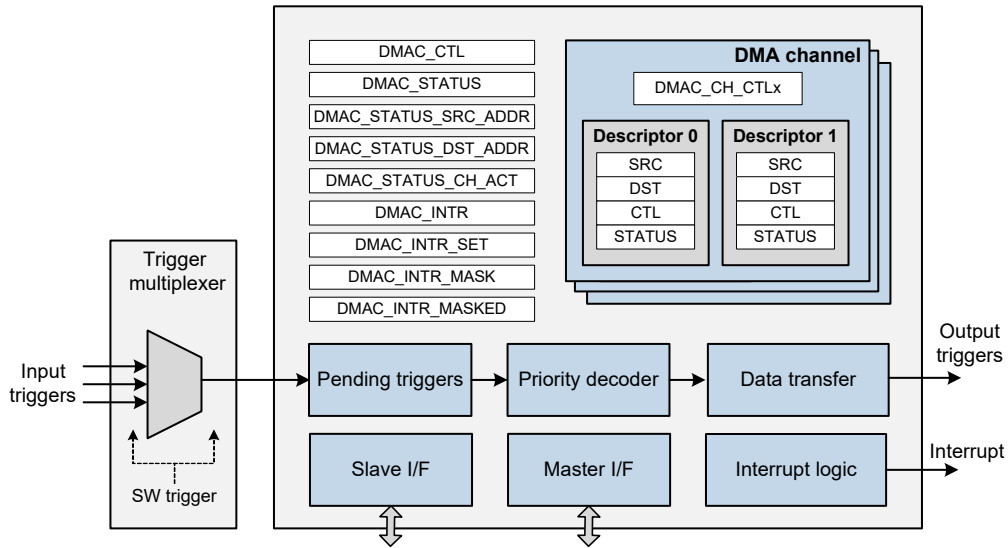 DMAC_CTL
DMAC_STATUS
DMAC_STATUS_SRC_ADDR
DMAC_STATUS_DST_ADDR
DMAC_STATUS_CH_ACT
DMAC_INTR
DMAC_INTR_SET
DMAC_INTR_MASK
DMAC_INTR_MASKED
DMA channel
DMAC_CH_CTLx
Descriptor 0
SRC
DST
CTL
STATUS
Descriptor 1
SRC
DST
CTL
STATUS
Trigger
multiplexer
Input
triggers
SW trigger
Pending triggers
Priority decoder
Data transfer
Output
triggers
Slave I/F
Master I/F
Interrupt logic
Interrupt